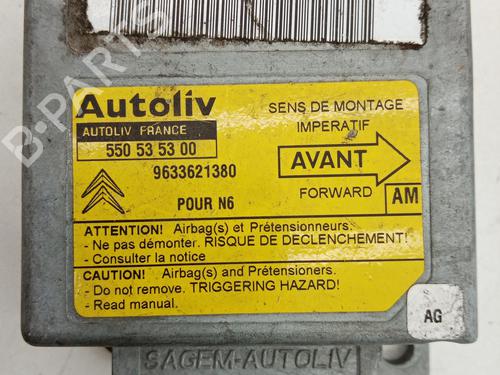 B-PARTS
Autoliv
AUTOLIV FRANCE
550 53 53 00
9633621380
POUR N6
SENS DE MONTAGE
IMPERATIF
AVANT
FORWARD
AM
ATTENTION! Airbag(s) et Prétensionneurs.
- Ne pas démonter. RISQUE DE DECLENCHEMENT!
- Consulter la notice
CAUTION! Airbag(s) and Prétensioners.
- Do not remove. TRIGGERING HAZARD!
- Read manual.
AG
SAGEM-AUTOLIV